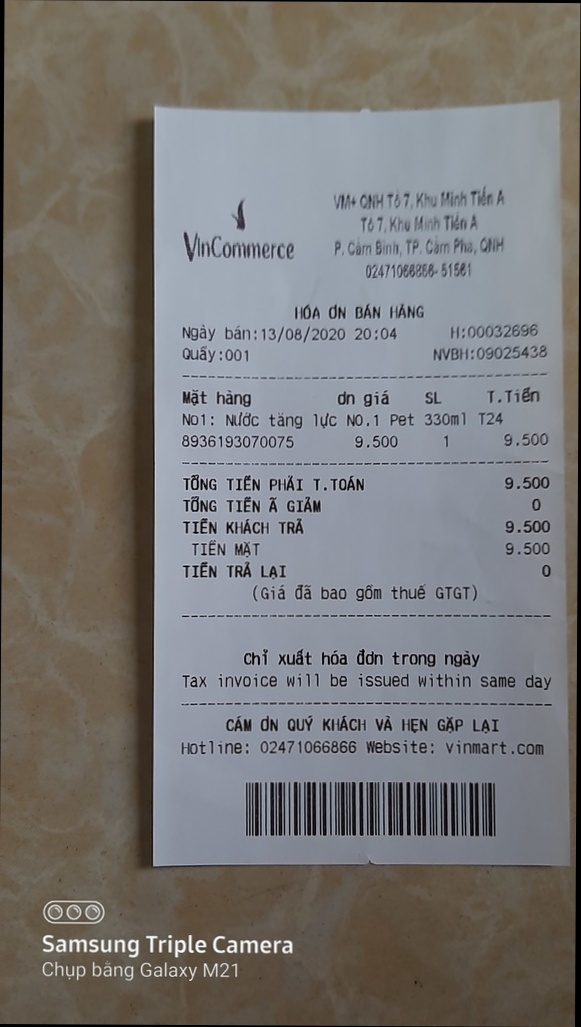 VinCommerce
VM+ QNH Tổ 7, Khu Minh Tiến A
Tổ 7, Khu Minh Tiến A
P. Cẩm Bình, TP. Cẩm Phả, QNH
02471066866- 51561
HÓA ƠN BÁN HÀNG
Ngày bán:13/08/2020 20:04 H:00032696
Quầy:001 NVBH:09025438
Mặt hàng ơn giá SL T.Tiền
No1: Nước tăng lực NO.1 Pet 330ml T24
8936193070075 9.500 1 9.500
TỔNG TIỀN PHẢI T.TOÁN 9.500
TỔNG TIỀN Ã GIẢM 0
TIỀN KHÁCH TRẢ 9.500
TIỀN MẶT 9.500
TIỀN TRẢ LẠI 0
(Giá đã bao gồm thuế GTGT)
Chỉ xuất hóa đơn trong ngày
Tax invoice will be issued within same day
CẢM ƠN QUÝ KHÁCH VÀ HẸN GẶP LẠI
Hotline: 02471066866 Website: vinmart.com
Samsung Triple Camera
Chụp bằng Galaxy M21